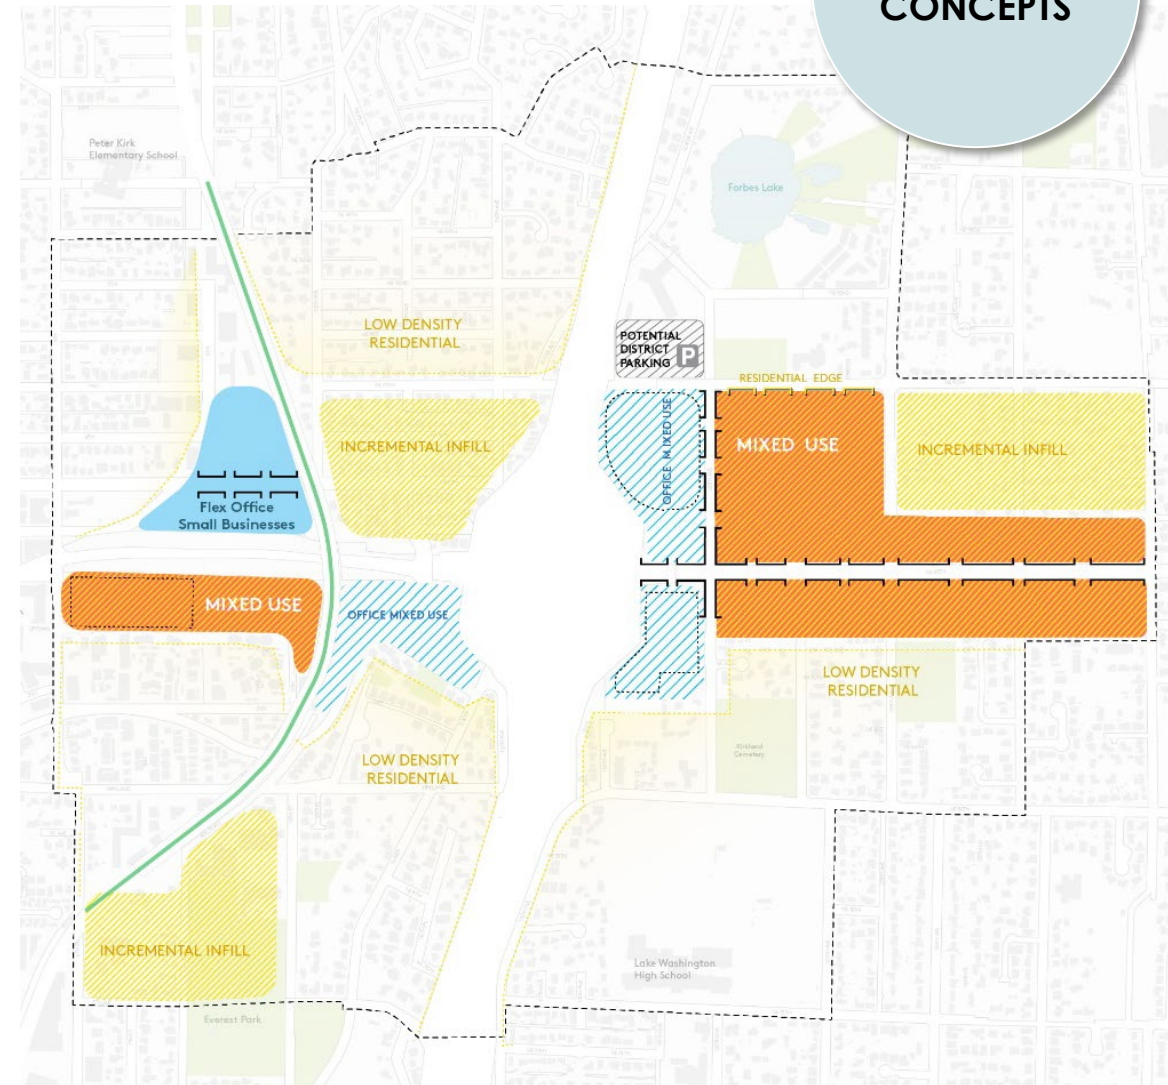 CONCEPTS
Peter Kirk
Elementary School
Forbes Lake
LOW DENSITY
RESIDENTIAL
POTENTIAL
DISTRICT
PARKING
P
RESIDENTIAL EDGE
OFFICE MIXED USE
MIXED USE
INCREMENTAL INFILL
INCREMENTAL INFILL
Flex Office
Small Businesses
MIXED USE
OFFICE MIXED USE
LOW DENSITY
RESIDENTIAL
LOW DENSITY
RESIDENTIAL
Kirkland
Cemetery
INCREMENTAL INFILL
Lake Washington
High School
Everest Park